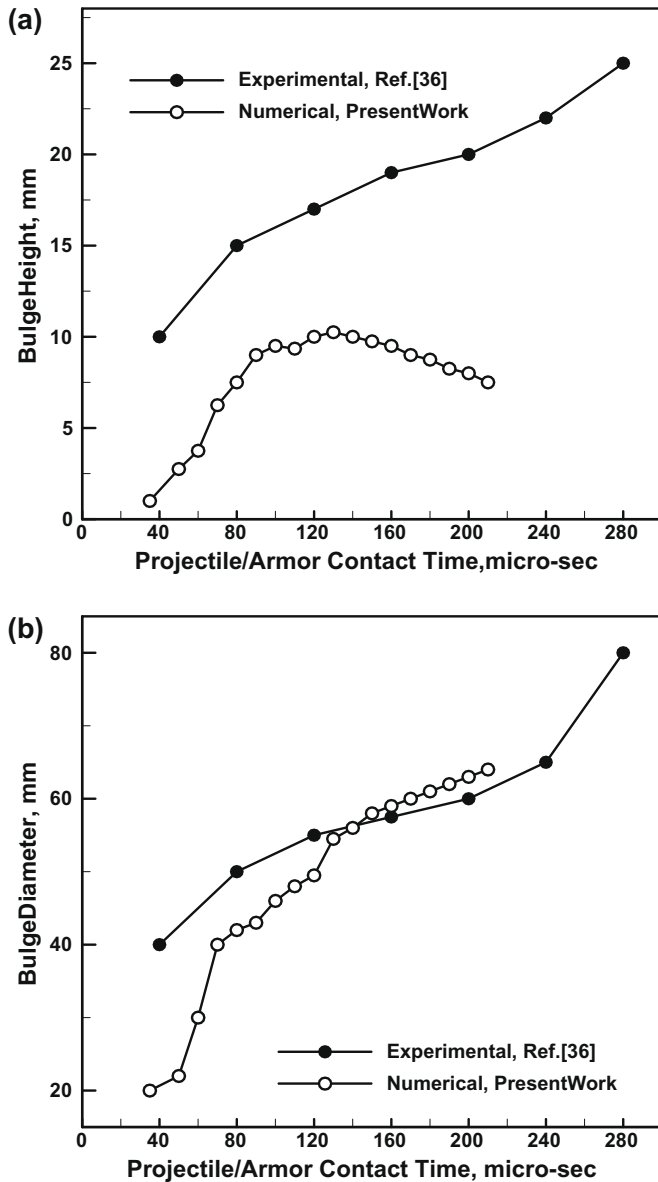 (a)
25
20
15
10
5
0
BulgeHeight, mm
Experimental, Ref.[36]
Numerical, PresentWork
0 40 80 120 160 200 240 280
Projectile/Armor Contact Time,micro-sec
(b)
80
60
40
20
BulgeDiameter, mm
Experimental, Ref.[36]
Numerical, PresentWork
0 40 80 120 160 200 240 280
Projectile/Armor Contact Time, micro-sec